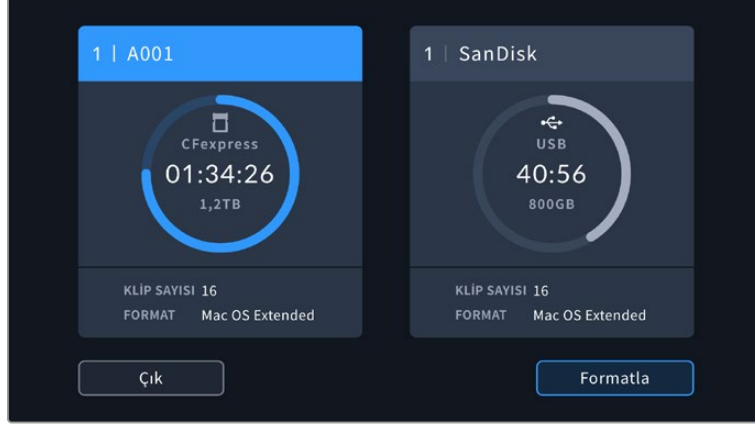 1 | A001
CFexpress
01:34:26
1,2TB
KLİP SAYISI 16
FORMAT Mac OS Extended
1 | SanDisk
USB
40:56
800GB
KLİP SAYISI 16
FORMAT Mac OS Extended
Çık
Formatla